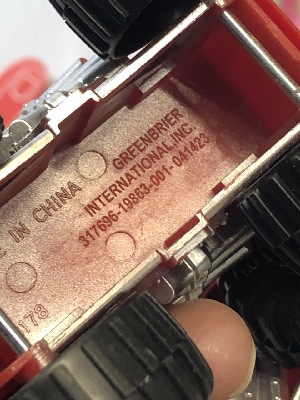 E IN CHINA
GREENBRIER
INTERNATIONAL, INC.
317696-19863-001-041423
178